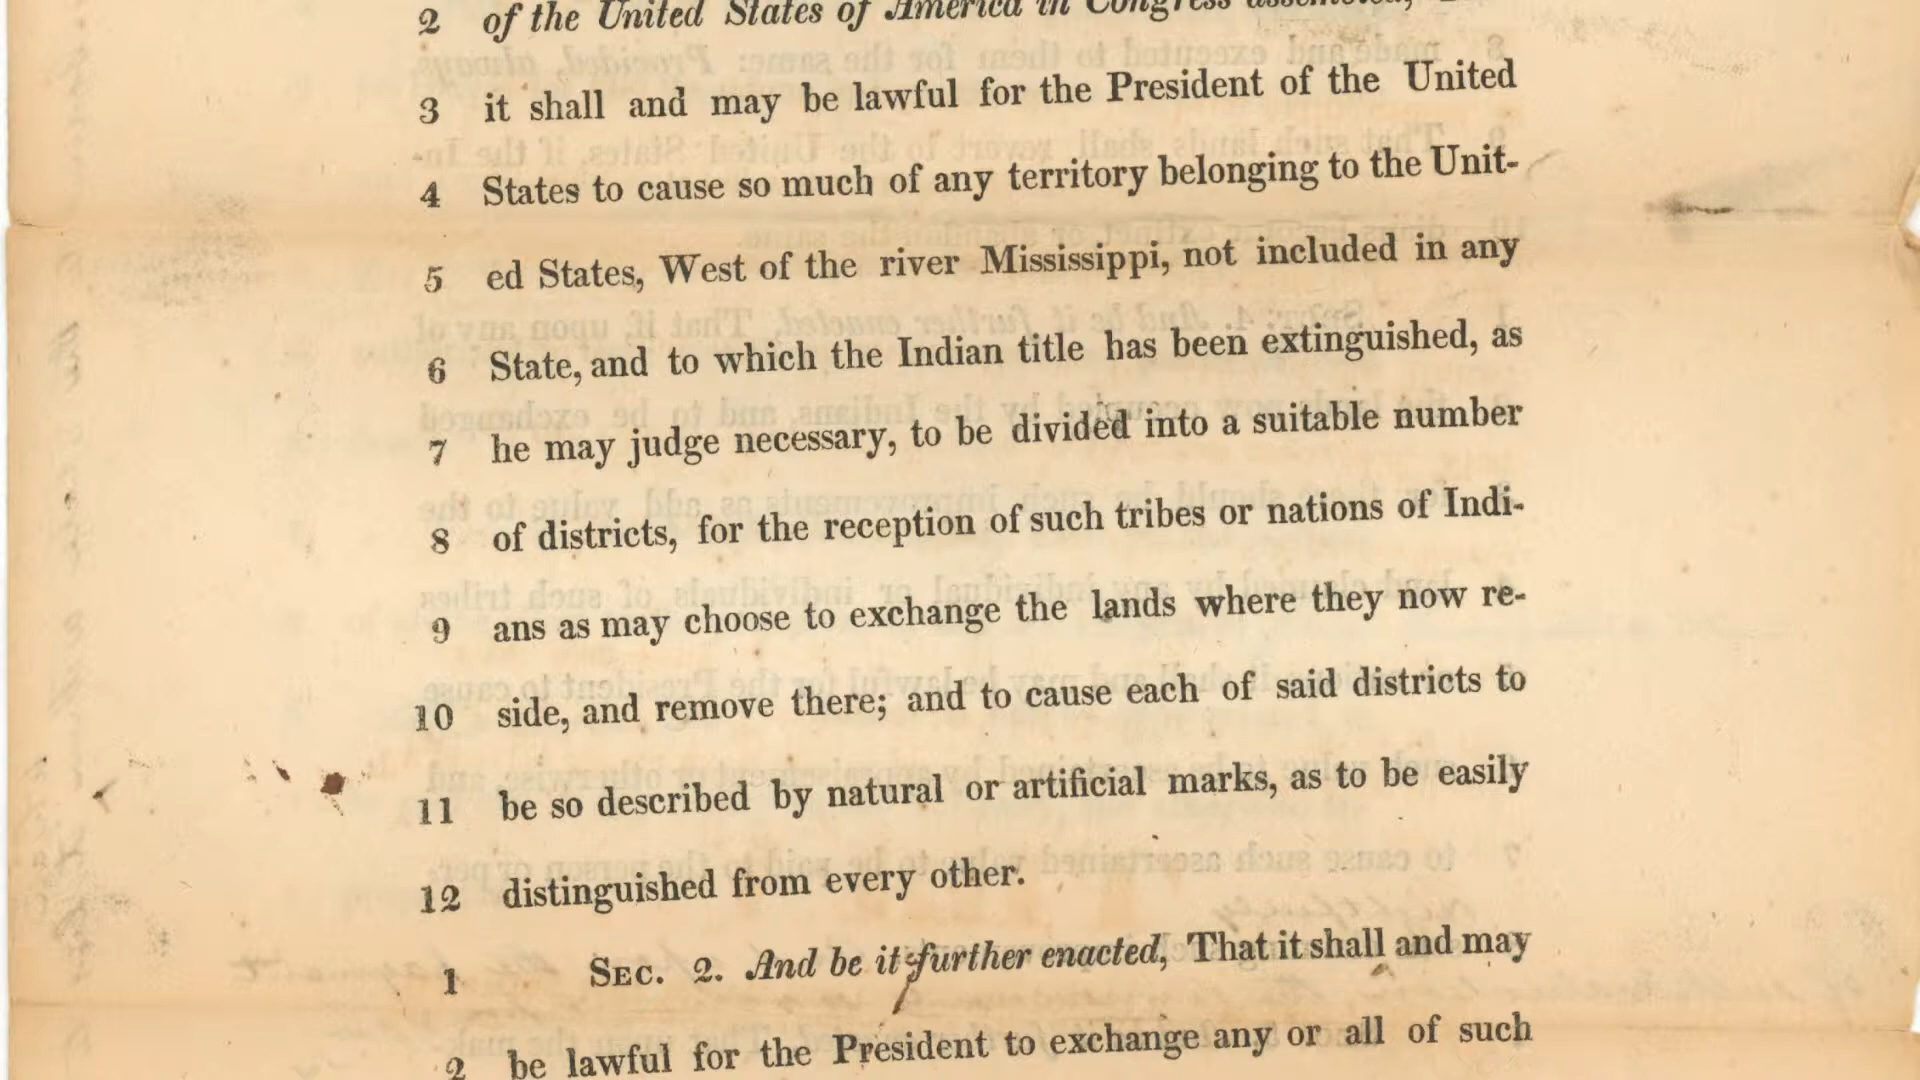 2 of the United States of America in Congress assembled,
3 it shall and may be lawful for the President of the United
4 States to cause so much of any territory belonging to the Unit-
5 ed States, West of the river Mississippi, not included in any
6 State, and to which the Indian title has been extinguished, as
7 he may judge necessary, to be divided into a suitable number
8 of districts, for the reception of such tribes or nations of Indi-
9 ans as may choose to exchange the lands where they now re-
10 side, and remove there; and to cause each of said districts to
11 be so described by natural or artificial marks, as to be easily
12 distinguished from every other.
1 SEC. 2. And be it further enacted, That it shall and may
2 be lawful for the President to exchange any or all of such